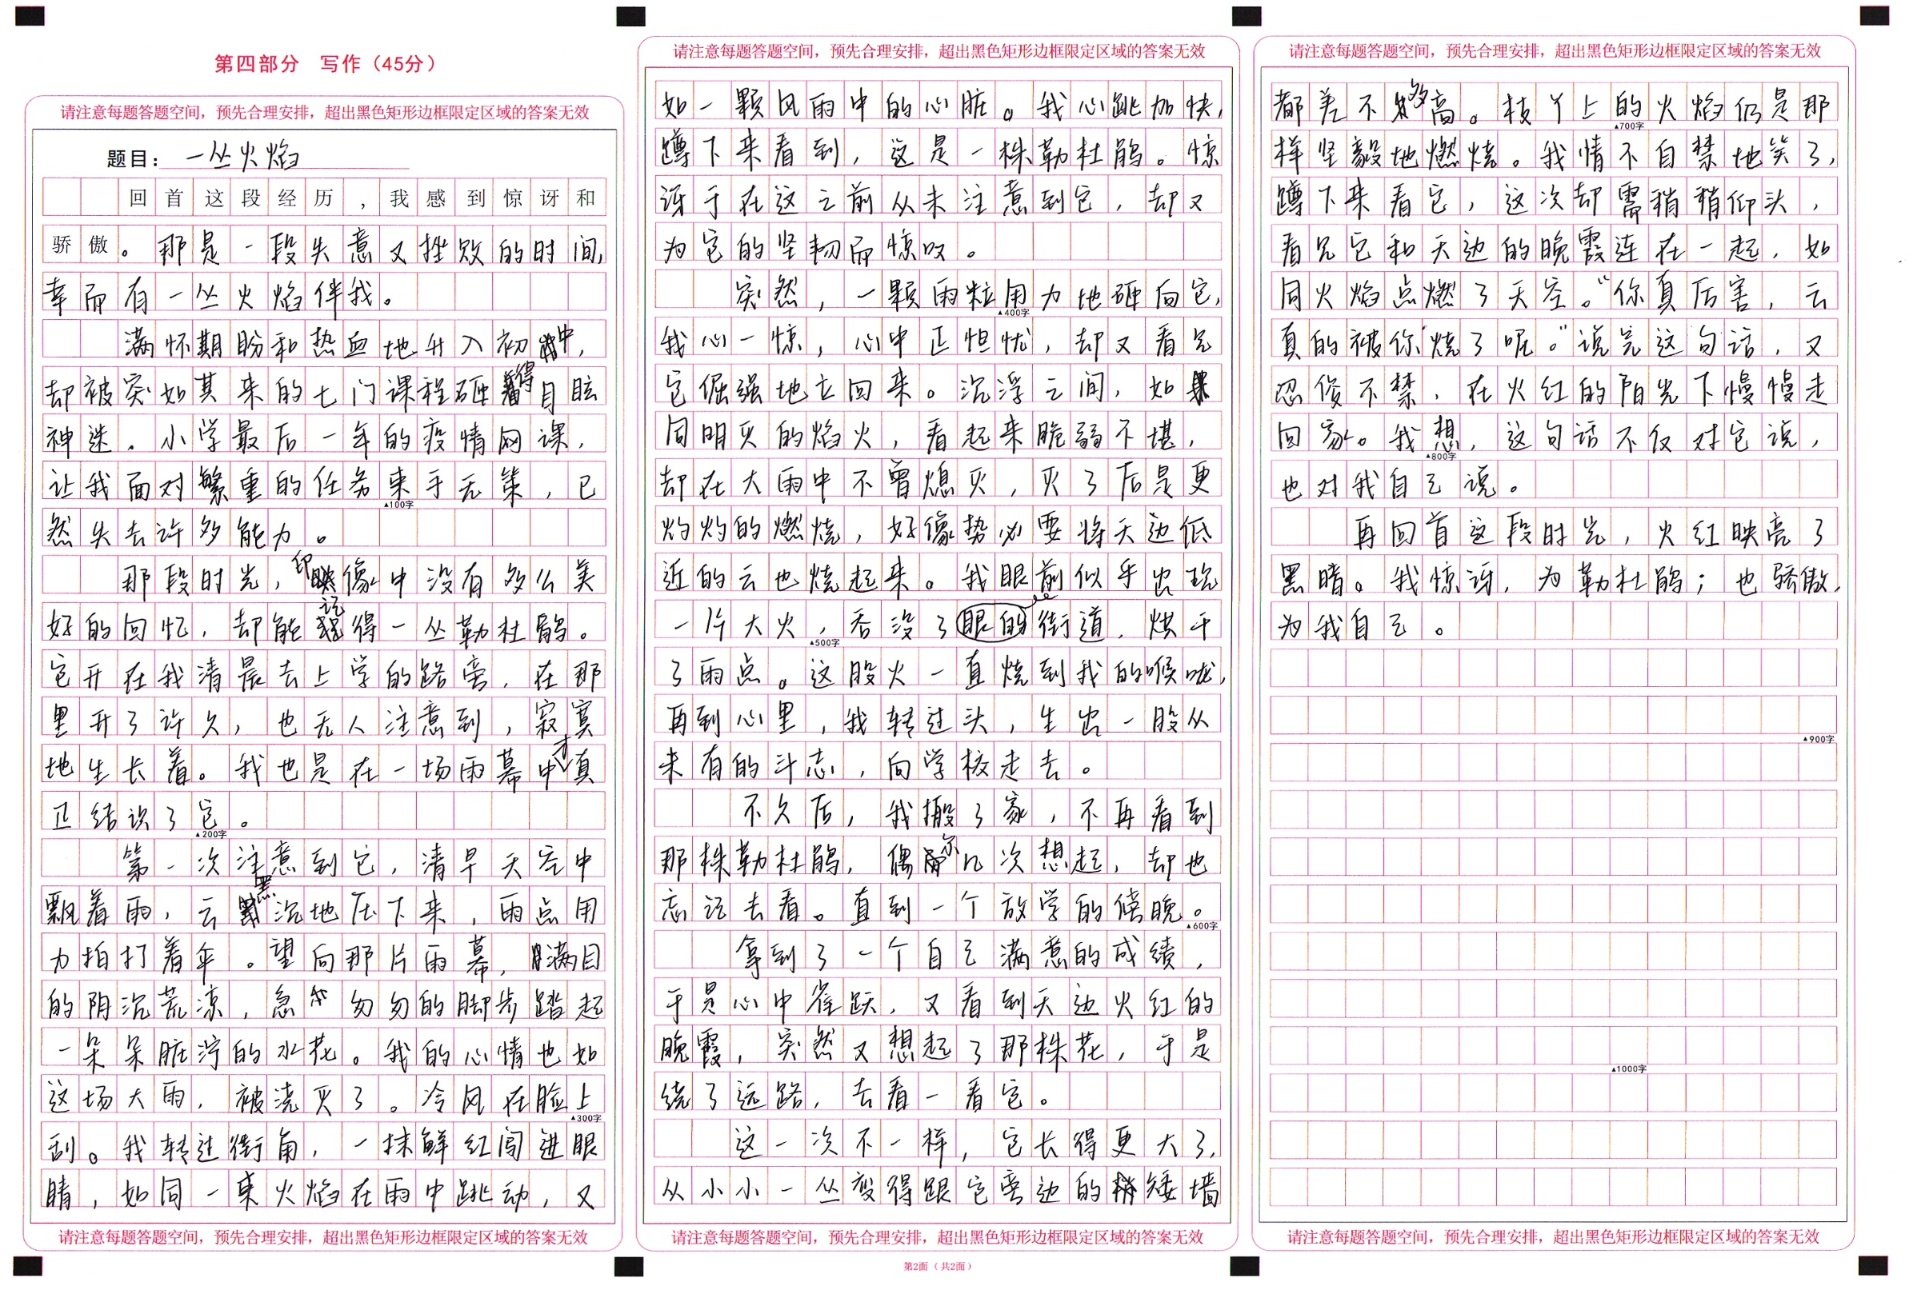 第四部分 写作（45分）
请注意每题答题空间，预先合理安排，超出黑色矩形边框限定区域的答案无效
题目：一丛火焰
回首这段经历，我感到惊讶和
骄傲。那是一段失意又挫败的时间，
幸而有一丛火焰伴我。
满怀期盼和热血地升入初中，
却被突如其来的七门课程砸得目眩
神迷。小学最后一年的疫情网课，
让我面对繁重的任务束手无策，已
▲100字
然失去许多能力。
那段时光，印像中没有多么美
好的回忆，却能记得一丛勒杜鹃。
它开在我清晨去上学的路旁，在那
里开了许久，也无人注意到，寂寞
地生长着。我也是在一场雨幕中才真
正结识了它。
▲200字
第一次注意到它，清早天空中
飘着雨，云黑沉地压下来，雨点用
力拍打着伞。望向那片雨幕，满目
的阴沉荒凉，急匆匆的脚步踏起
一朵朵脏泞的水花。我的心情也如
这场大雨，被浇灭了。冷风在脸上
▲300字
刮。我转过街角，一抹鲜红闯进眼
睛，如同一束火焰在雨中跳动，又
请注意每题答题空间，预先合理安排，超出黑色矩形边框限定区域的答案无效
请注意每题答题空间，预先合理安排，超出黑色矩形边框限定区域的答案无效
如一颗风雨中的心脏。我心跳加快，
蹲下来看到，这是一株勒杜鹃。惊
讶于在这之前从未注意到它，却又
为它的坚韧而惊叹。
突然，一颗雨粒用力地砸向它，
▲400字
我心一惊，心中正担忧，却又看见
它倔强地立回来。沉浮之间，如
同明灭的焰火，看起来脆弱不堪，
却在大雨中不曾熄灭，灭了后是更
灼灼的燃烧，好像势必要将天边低
近的云也烧起来。我眼前似乎出现
一片大火，吞没了眼的街道，烘干
▲500字
了雨点。这股火一直烧到我的喉咙，
再到心里，我转过头，生出一股从
来有的斗志，向学校走去。
不久后，我搬了家，不再看到
那株勒杜鹃，偶尔几次想起，却也
忘记去看。直到一个放学的傍晚。
▲600字
拿到了一个自己满意的成绩，
于是心中雀跃，又看到天边火红的
晚霞，突然又想起了那株花，于是
绕了远路，去看一看它。
这一次不一样，它长得更大了，
从小小一丛变得跟它旁边的矮墙
请注意每题答题空间，预先合理安排，超出黑色矩形边框限定区域的答案无效
第2面（共2面）
请注意每题答题空间，预先合理安排，超出黑色矩形边框限定区域的答案无效
都差不多高。枝丫上的火焰仍是那
▲700字
样坚毅地燃烧。我情不自禁地笑了，
蹲下来看它，这次却需稍稍仰头，
看见它和天边的晚霞连在一起，如
同火焰点燃了天空。“你真厉害，云
真的被你烧了呢。”说完这句话，又
忍俊不禁，在火红的阳光下慢慢走
回家。我想，这句话不仅对它说，
▲800字
也对我自己说。
再回首这段时光，火红映亮了
黑暗。我惊讶，为勒杜鹃；也骄傲，
为我自己。
▲900字
▲1000字
请注意每题答题空间，预先合理安排，超出黑色矩形边框限定区域的答案无效